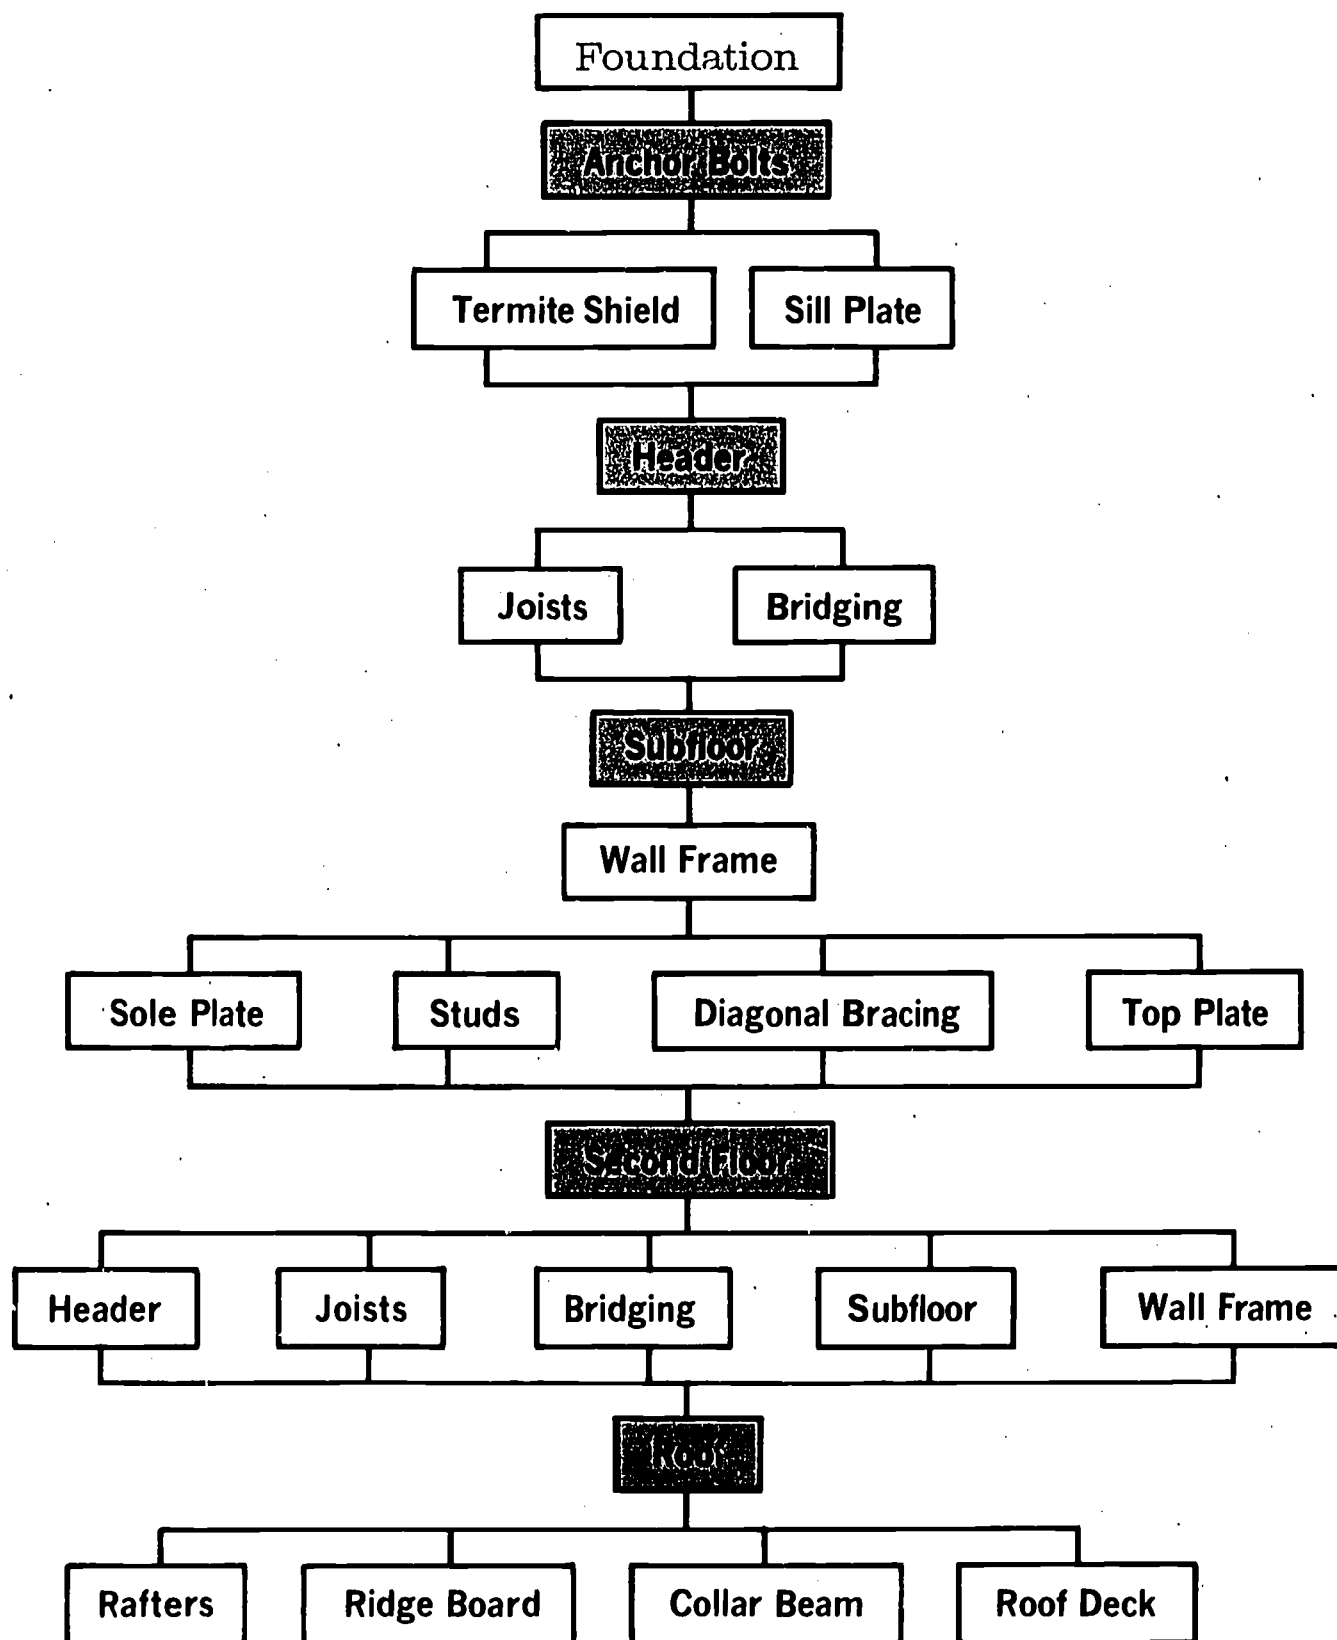 Foundation
Anchor Bolts
Termite Shield
Sill Plate
Header
Joists
Bridging
Subfloor
Wall Frame
Sole Plate
Studs
Diagonal Bracing
Top Plate
Second Floor
Header
Joists
Bridging
Subfloor
Wall Frame
Roof
Rafters
Ridge Board
Collar Beam
Roof Deck